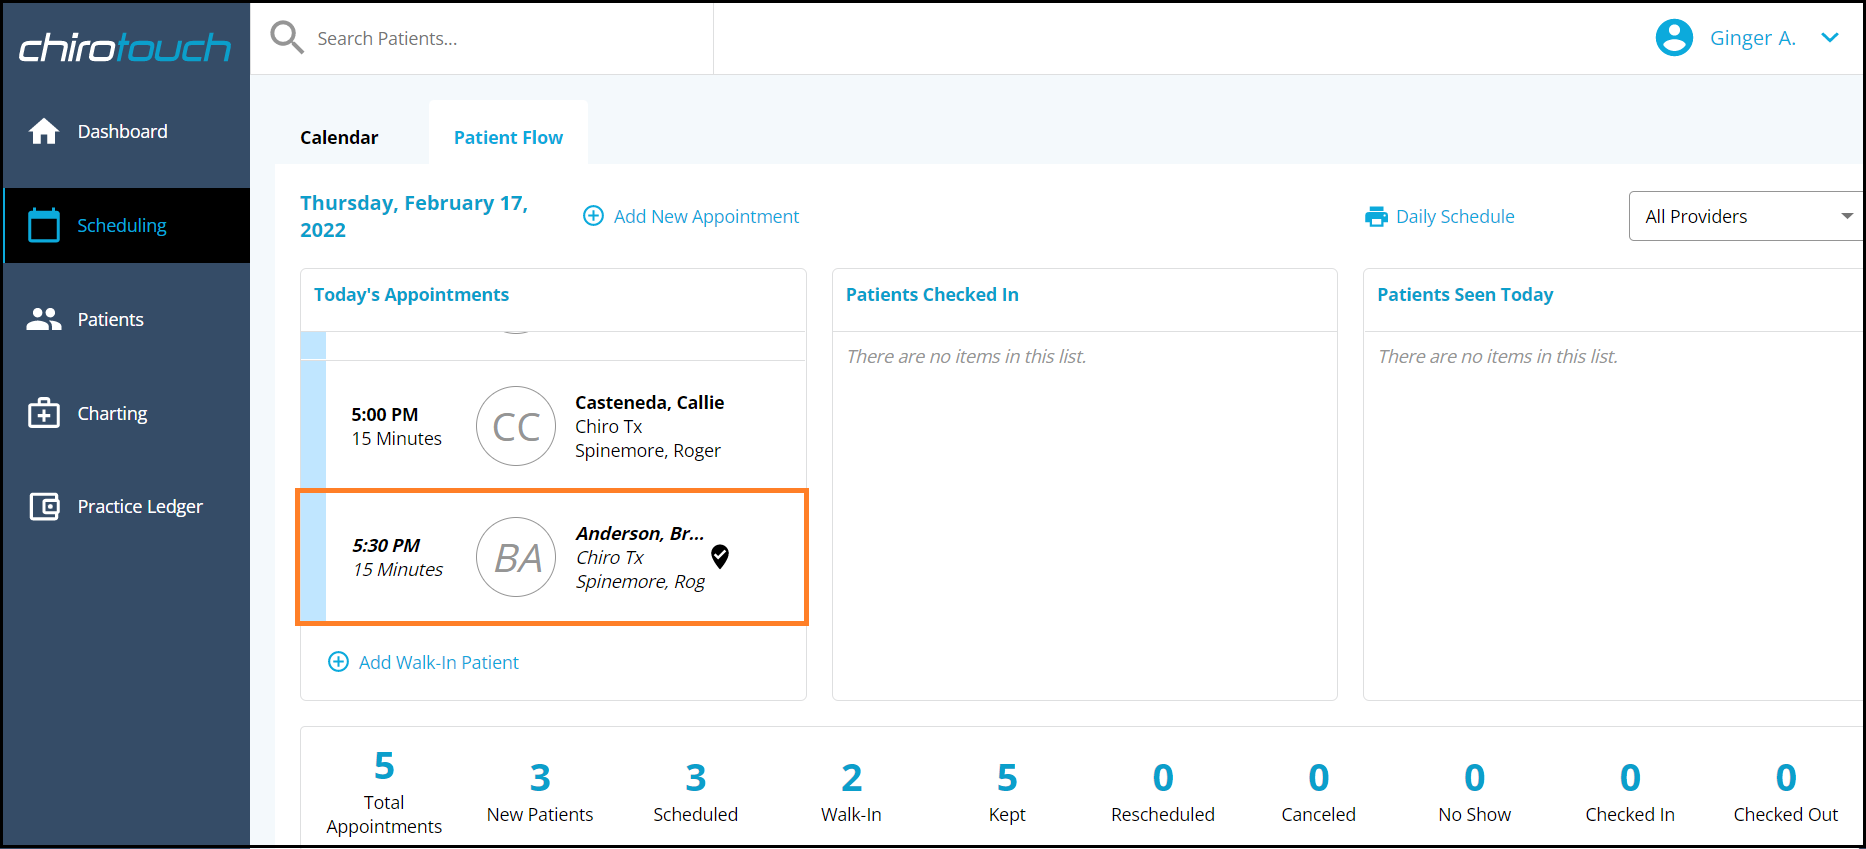 chirotouch
Search Patients...
Ginger A.
Dashboard
Scheduling
Patients
Charting
Practice Ledger
Calendar
Patient Flow
Thursday, February 17,
2022
Add New Appointment
Daily Schedule
All Providers
Today's Appointments
5:00 PM
15 Minutes
CC
Casteneda, Callie
Chiro Tx
Spinemore, Roger
5:30 PM
15 Minutes
BA
Anderson, Br...
Chiro Tx
Spinemore, Rog
Add Walk-In Patient
Patients Checked In
There are no items in this list.
Patients Seen Today
There are no items in this list.
5
Total
Appointments
3
New Patients
3
Scheduled
2
Walk-In
5
Kept
0
Rescheduled
0
Canceled
0
No Show
0
Checked In
0
Checked Out